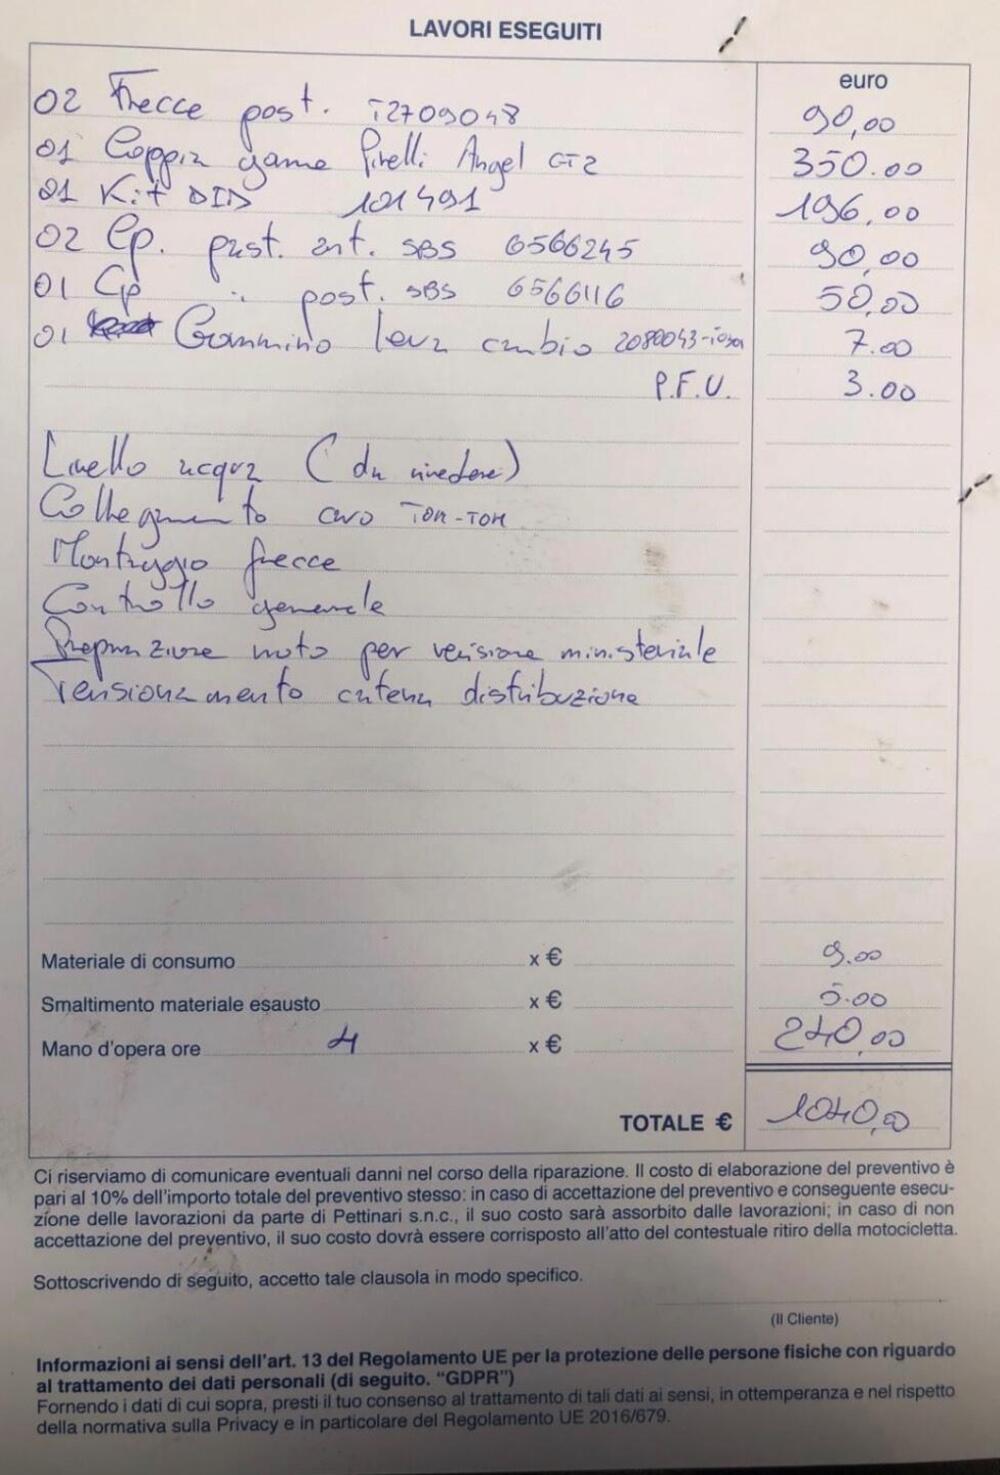 LAVORI ESEGUITI
euro
02 Frecce post. T2709048 90,00
01 Coppia gome Pirelli Angel GT2 350.00
01 Kit DID 101491 196,00
02 Cp. past. ant. SBS 6566245 90,00
01 Cp " post. SBS 6566116 50,00
01 Gommino leva cambio 7.00
P.F.U. 3.00
Livello acqua (da rivedere)
Collegamento cavo TOM-TOM
Montaggio frecce
Controllo generale
Preparazione moto per revisione ministeriale
Tensionamento catena distribuzione
Materiale di consumo x € 9.00
Smaltimento materiale esausto x € 5.00
Mano d'opera ore 4 x € 240,00
TOTALE € 1040,00
Ci riserviamo di comunicare eventuali danni nel corso della riparazione. Il costo di elaborazione del preventivo è
pari al 10% dell'importo totale del preventivo stesso: in caso di accettazione del preventivo e conseguente esecu-
zione delle lavorazioni da parte di Pettinari s.n.c., il suo costo sarà assorbito dalle lavorazioni; in caso di non
accettazione del preventivo, il suo costo dovrà essere corrisposto all'atto del contestuale ritiro della motocicletta.
Sottoscrivendo di seguito, accetto tale clausola in modo specifico.
(Il Cliente)
Informazioni ai sensi dell'art. 13 del Regolamento UE per la protezione delle persone fisiche con riguardo
al trattamento dei dati personali (di seguito. "GDPR")
Fornendo i dati di cui sopra, presti il tuo consenso al trattamento di tali dati ai sensi, in ottemperanza e nel rispetto
della normativa sulla Privacy e in particolare del Regolamento UE 2016/679.